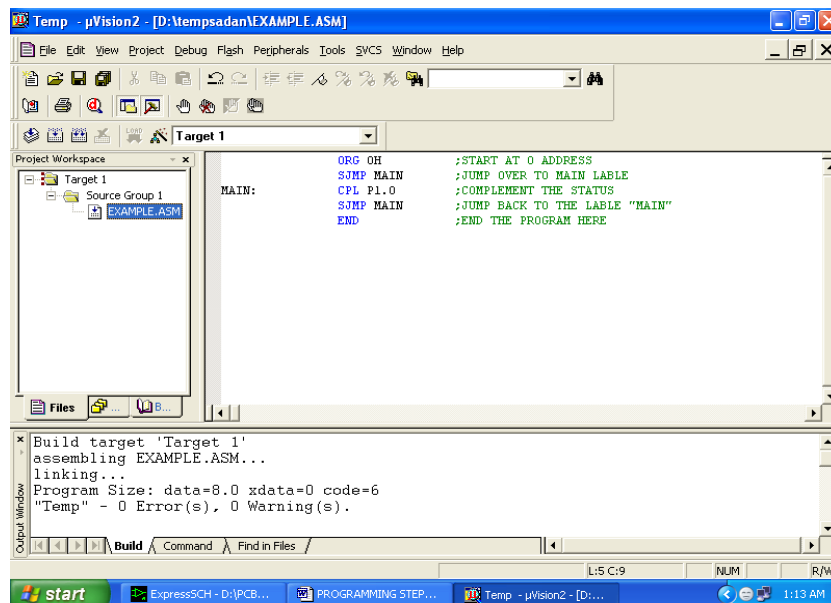 Temp - µVision2 - [D:\tempsadan\EXAMPLE.ASM]
File Edit View Project Debug Flash Peripherals Tools SVCS Window Help
LOAD Target 1
Project Workspace
Target 1
Source Group 1
EXAMPLE.ASM
ORG 0H ;START AT 0 ADDRESS
SJMP MAIN ;JUMP OVER TO MAIN LABLE
MAIN: CPL P1.0 ;COMPLEMENT THE STATUS
SJMP MAIN ;JUMP BACK TO THE LABLE "MAIN"
END ;END THE PROGRAM HERE
Files ... B...
Build target 'Target 1'
assembling EXAMPLE.ASM...
linking...
Program Size: data=8.0 xdata=0 code=6
"Temp" - 0 Error(s), 0 Warning(s).
Output Window
Build Command Find in Files
L:5 C:9 NUM R/W
start ExpressSCH - D:\PCB... PROGRAMMING STEP... Temp - µVision2 - [D:... 1:13 AM